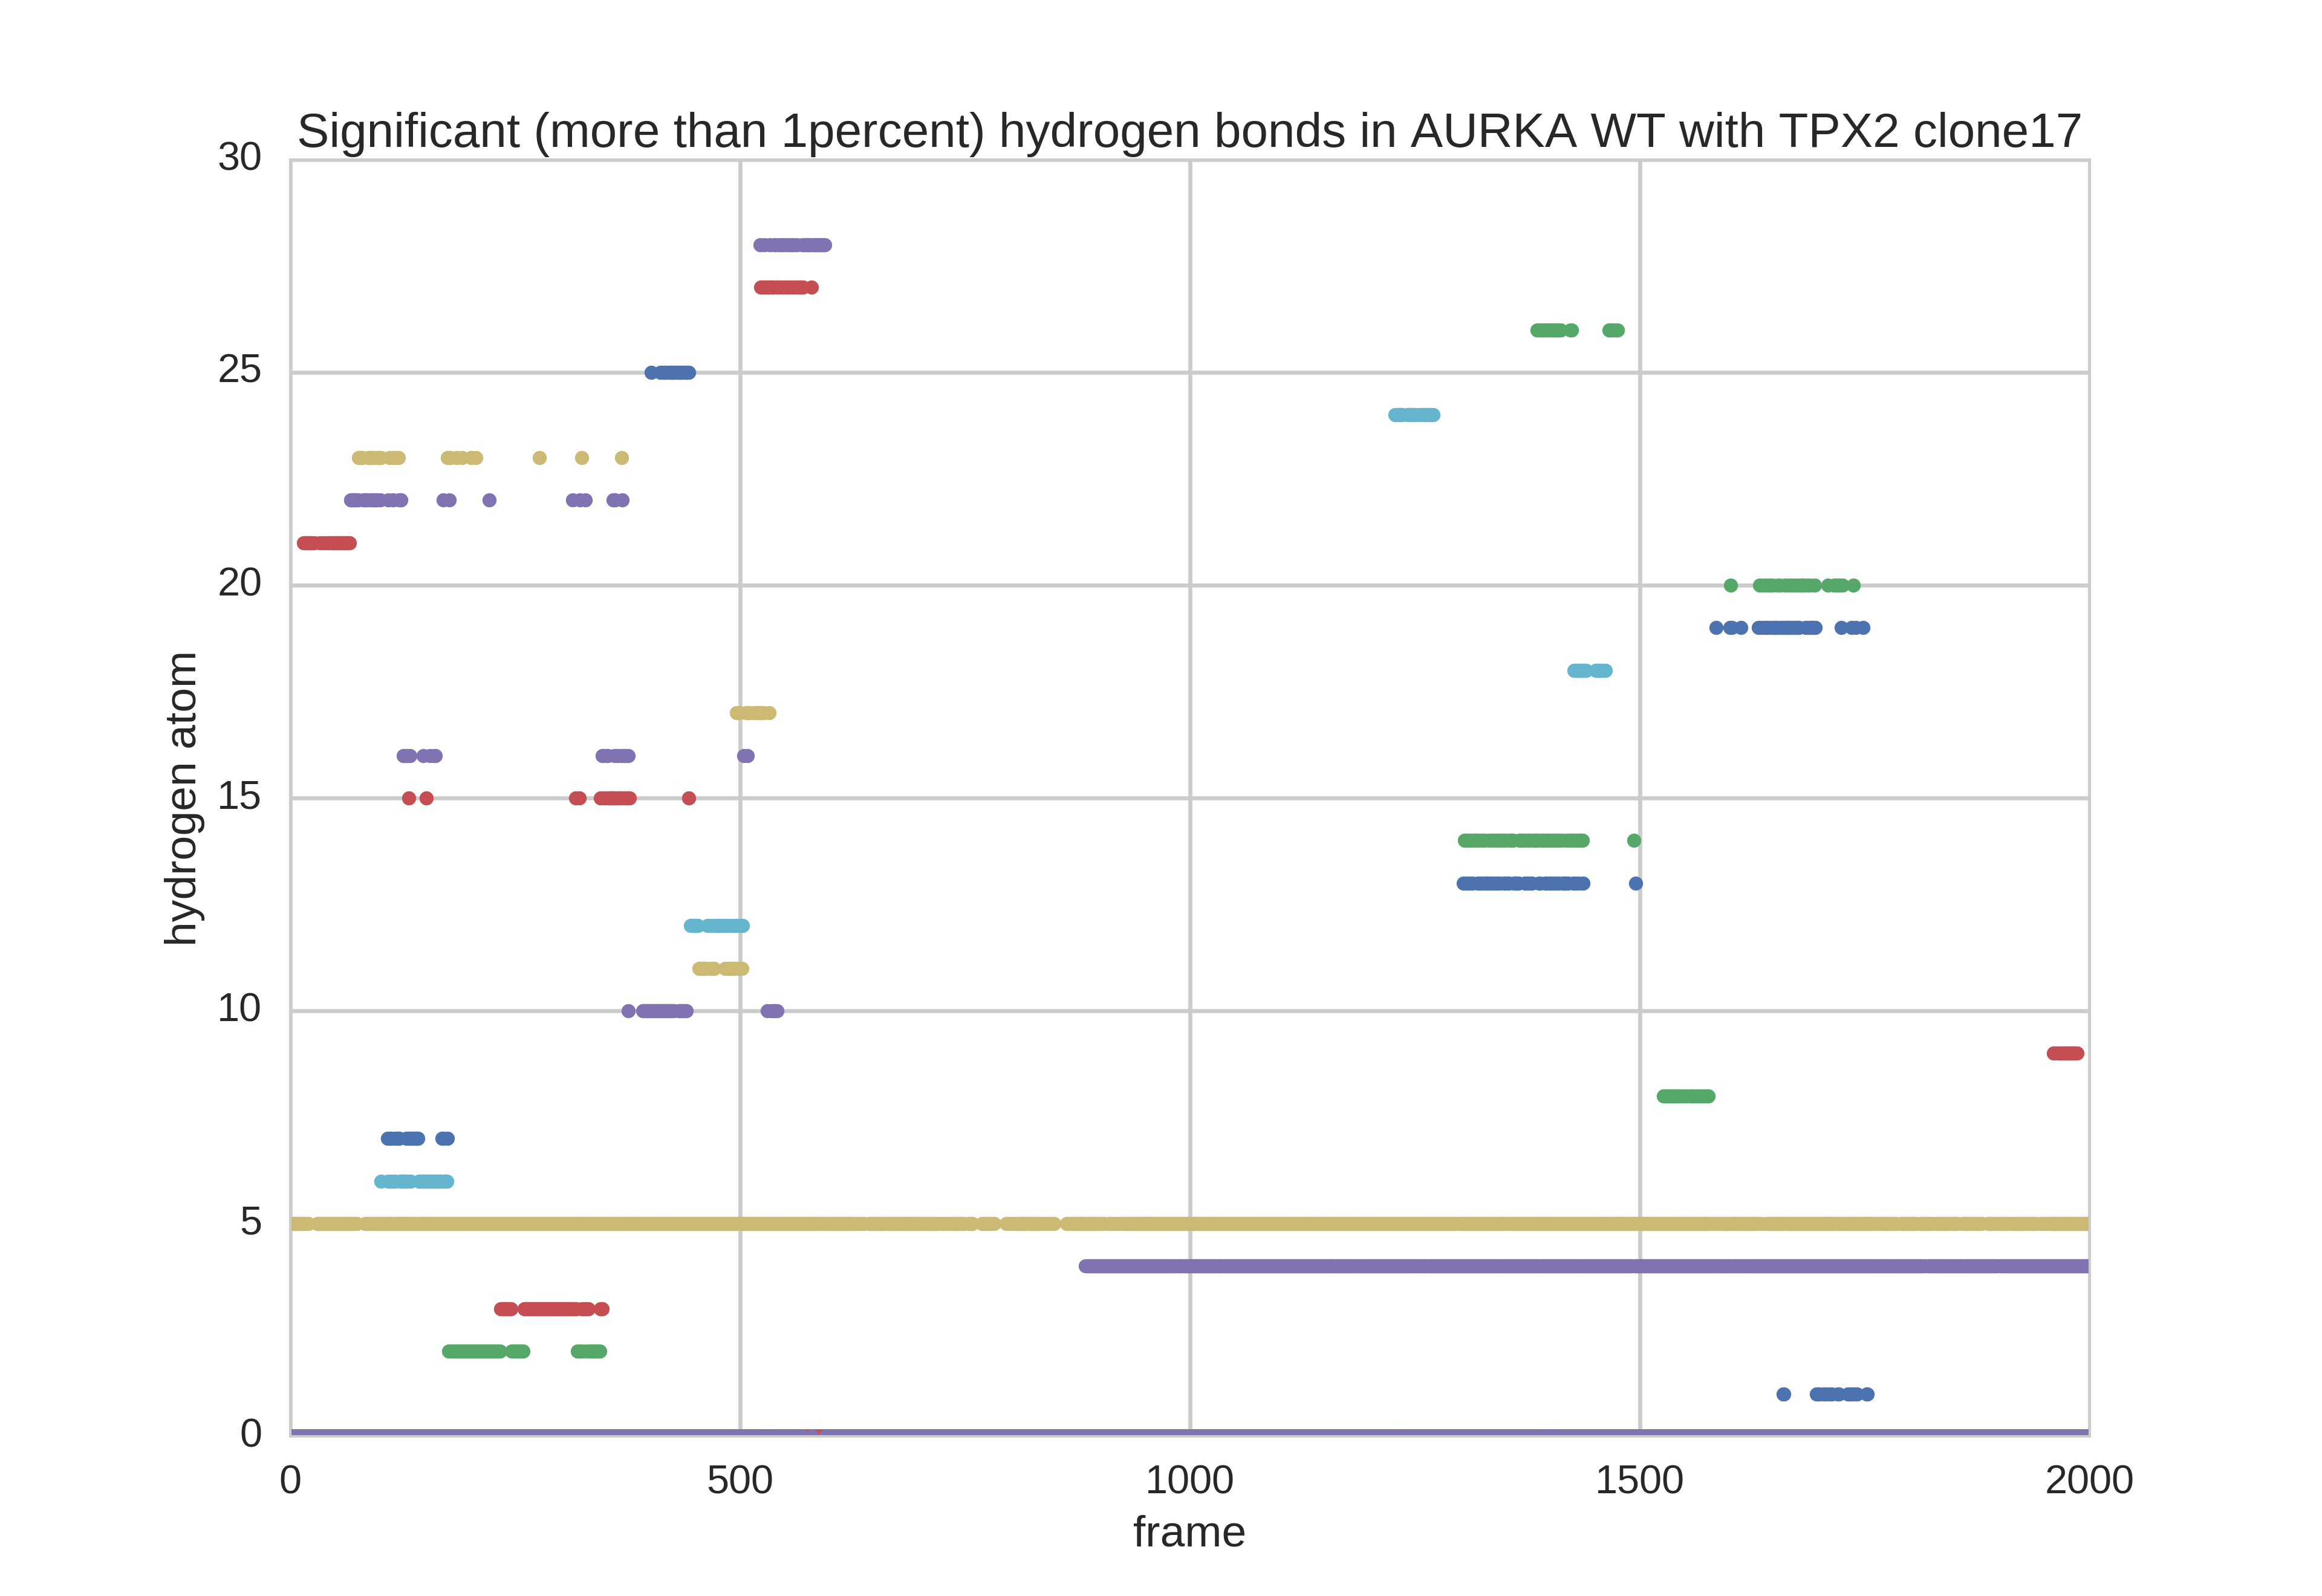 Significant (more than 1percent) hydrogen bonds in AURKA WT with TPX2 clone17
30
25
20
15
10
5
0
hydrogen atom
0 500 1000 1500 2000
frame